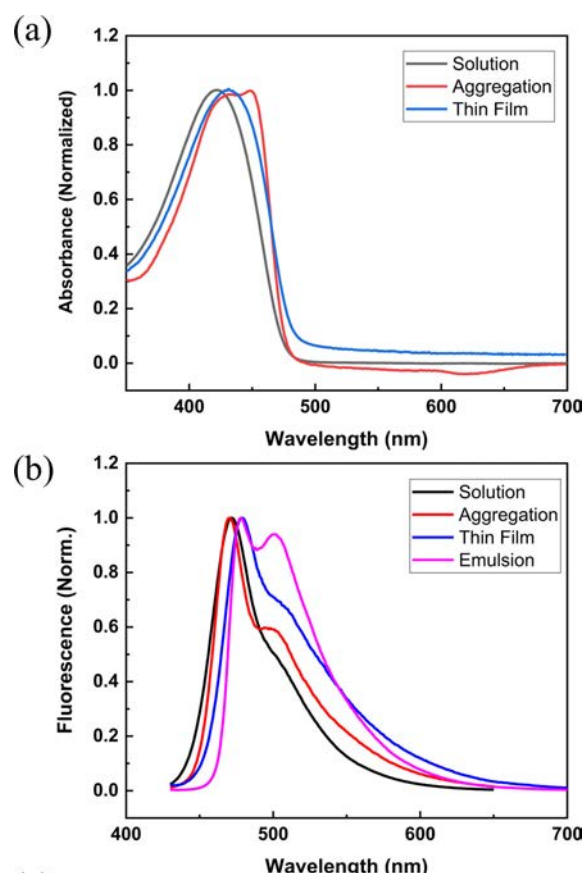 (a)
1.2
1.0
0.8
0.6
0.4
0.2
0.0
Absorbance (Normalized)
Solution
Aggregation
Thin Film
400
500
600
700
Wavelength (nm)
(b)
1.2
1.0
0.8
0.6
0.4
0.2
0.0
Fluorescence (Norm.)
Solution
Aggregation
Thin Film
Emulsion
400
500
600
700
Wavelength (nm)